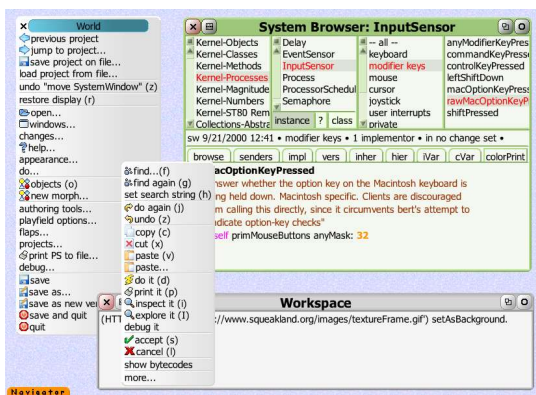 World
previous project
jump to project...
save project on file...
load project from file...
undo "move SystemWindow" (z)
restore display (r)
open...
windows...
changes...
help...
appearance...
do...
objects (o)
new morph...
authoring tools...
playfield options...
flaps...
projects...
print PS to file...
debug...
save
save as...
save as new ver
save and quit
quit
find...(f)
find again (g)
set search string (h)
do again (j)
undo (z)
copy (c)
cut (x)
paste (v)
paste...
do it (d)
print it (p)
inspect it (i)
explore it (I)
debug it
accept (s)
cancel (l)
show bytecodes
more...
System Browser: InputSensor
Kernel-Objects
Kernel-Classes
Kernel-Methods
Kernel-Processes
Kernel-Magnitude
Kernel-Numbers
Kernel-ST80 Rem
Collections-Abstra
Delay
EventSensor
InputSensor
Process
ProcessorSchedul
Semaphore
instance ? class
-- all --
keyboard
modifier keys
mouse
cursor
joystick
user interrupts
private
anyModifierKeyPres
commandKeyPressed
controlKeyPressed
leftShiftDown
macOptionKeyPress
rawMacOptionKeyP
shiftPressed
sw 9/21/2000 12:41 • modifier keys • 1 implementor • in no change set •
browse senders impl vers inher hier iVar cVar colorPrint
acOptionKeyPressed
nswer whether the option key on the Macintosh keyboard is
ng held down. Macintosh specific. Clients are discouraged
m calling this directly, since it circumvents bert's attempt to
dicate option-key checks"
self primMouseButtons anyMask: 32
Workspace
(HTT
://www.squeakland.org/images/textureFrame.gif') setAsBackground.
Navigator